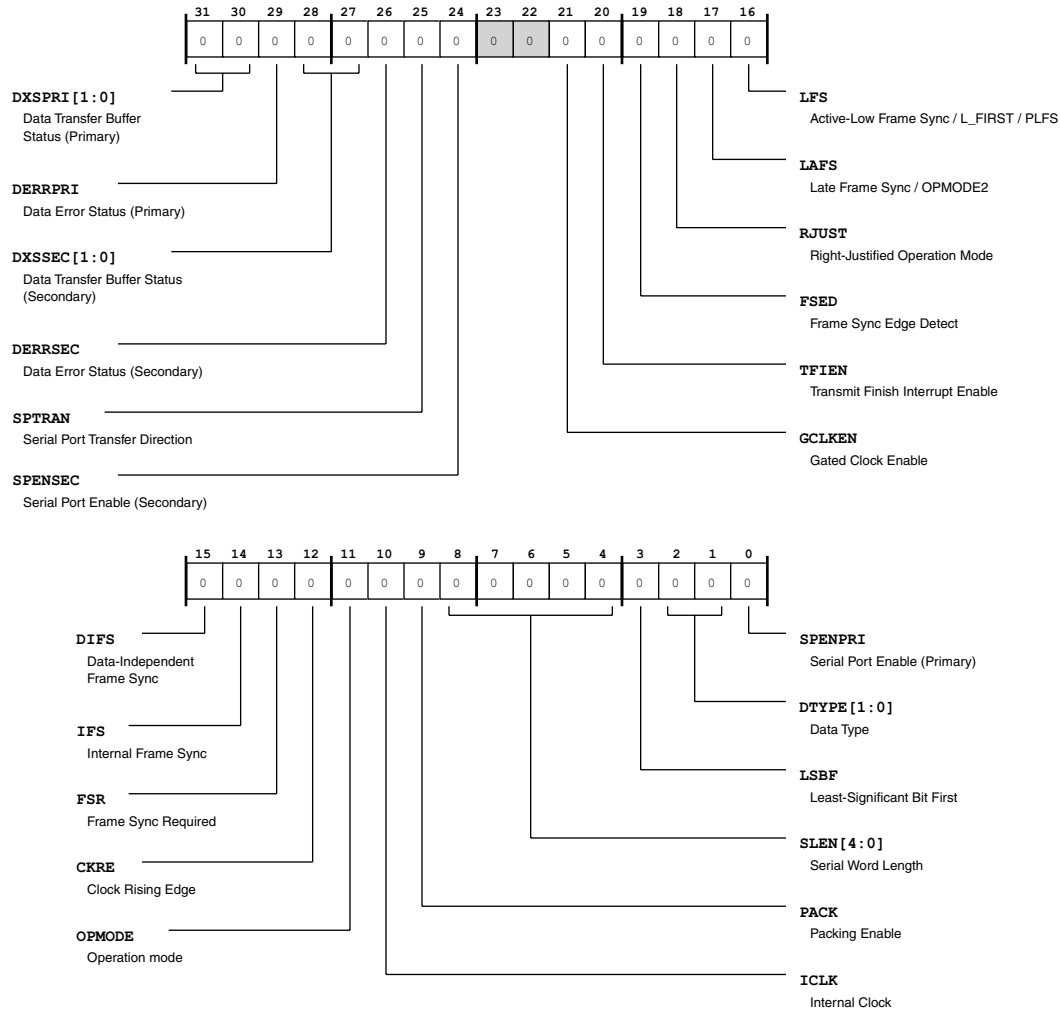 31 30 29 28 27 26 25 24 23 22 21 20 19 18 17 16
0 0 0 0 0 0 0 0 0 0 0 0 0 0 0 0
DXSPRI[1:0]
Data Transfer Buffer
Status (Primary)
DERRPRI
Data Error Status (Primary)
DXSSEC[1:0]
Data Transfer Buffer Status
(Secondary)
DERRSEC
Data Error Status (Secondary)
SPTRAN
Serial Port Transfer Direction
SPENSEC
Serial Port Enable (Secondary)
LFS
Active-Low Frame Sync / L_FIRST / PLFS
LAFS
Late Frame Sync / OPMODE2
RJUST
Right-Justified Operation Mode
FSED
Frame Sync Edge Detect
TFIEN
Transmit Finish Interrupt Enable
GCLKEN
Gated Clock Enable
15 14 13 12 11 10 9 8 7 6 5 4 3 2 1 0
0 0 0 0 0 0 0 0 0 0 0 0 0 0 0 0
DIFS
Data-Independent
Frame Sync
IFS
Internal Frame Sync
FSR
Frame Sync Required
CKRE
Clock Rising Edge
OPMODE
Operation mode
SPENPRI
Serial Port Enable (Primary)
DTYPE[1:0]
Data Type
LSBF
Least-Significant Bit First
SLEN[4:0]
Serial Word Length
PACK
Packing Enable
ICLK
Internal Clock